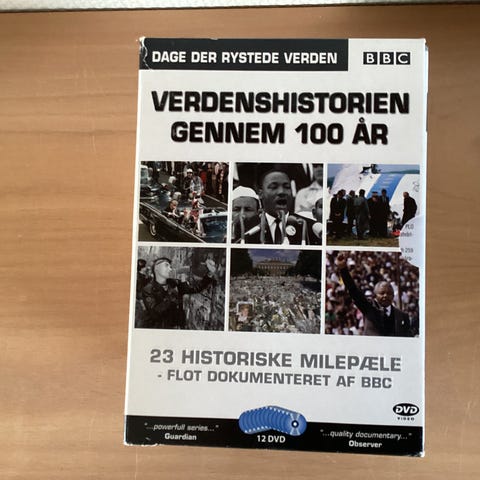 DAGE DER RYSTEDE VERDEN
BBC
VERDENSHISTORIEN
GENNEM 100 ÅR
23 HISTORISKE MILEPÆLE
- FLOT DOKUMENTERET AF BBC
DVD
VIDEO
"...powerfull series..."
Guardian
12 DVD
"...quality documentary..."
Observer